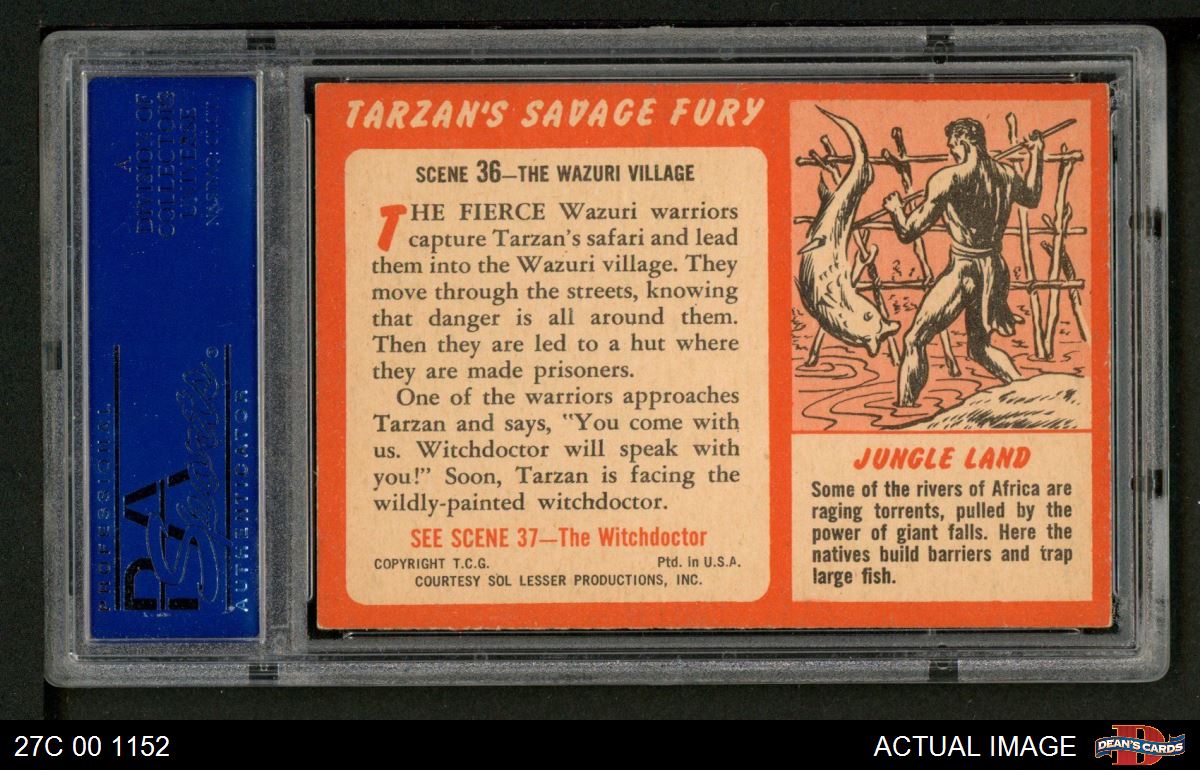 A
DIVISION OF
COLLECTORS
UNIVERSE
NASDAQ: CLCT
PROFESSIONAL
PSA
Sports
AUTHENTICATOR
TARZAN'S SAVAGE FURY
SCENE 36—THE WAZURI VILLAGE
THE FIERCE Wazuri warriors
capture Tarzan's safari and lead
them into the Wazuri village. They
move through the streets, knowing
that danger is all around them.
Then they are led to a hut where
they are made prisoners.
One of the warriors approaches
Tarzan and says, "You come with
us. Witchdoctor will speak with
you!" Soon, Tarzan is facing the
wildly-painted witchdoctor.
SEE SCENE 37—The Witchdoctor
COPYRIGHT T.C.G. Ptd. in U.S.A.
COURTESY SOL LESSER PRODUCTIONS, INC.
JUNGLE LAND
Some of the rivers of Africa are
raging torrents, pulled by the
power of giant falls. Here the
natives build barriers and trap
large fish.
27C 00 1152
ACTUAL IMAGE
DEAN'S CARDS